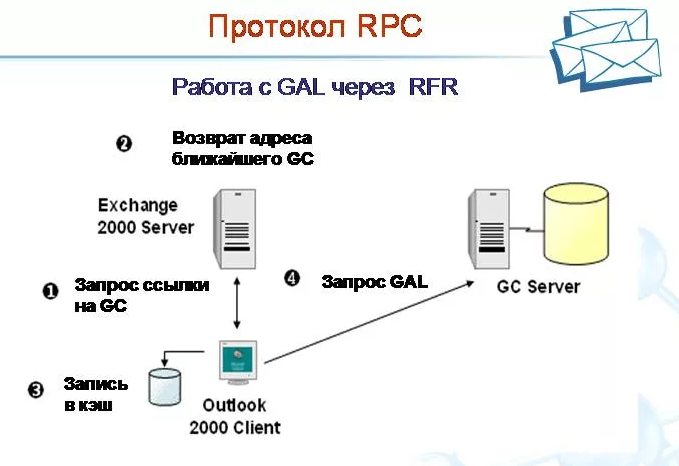 Протокол RPC
Работа с GAL через RFR
❷ Возврат адреса
ближайшего GC
Exchange
2000 Server
❶ Запрос ссылки
на GC
❹ Запрос GAL
GC Server
❸ Запись
в кэш
Outlook
2000 Client